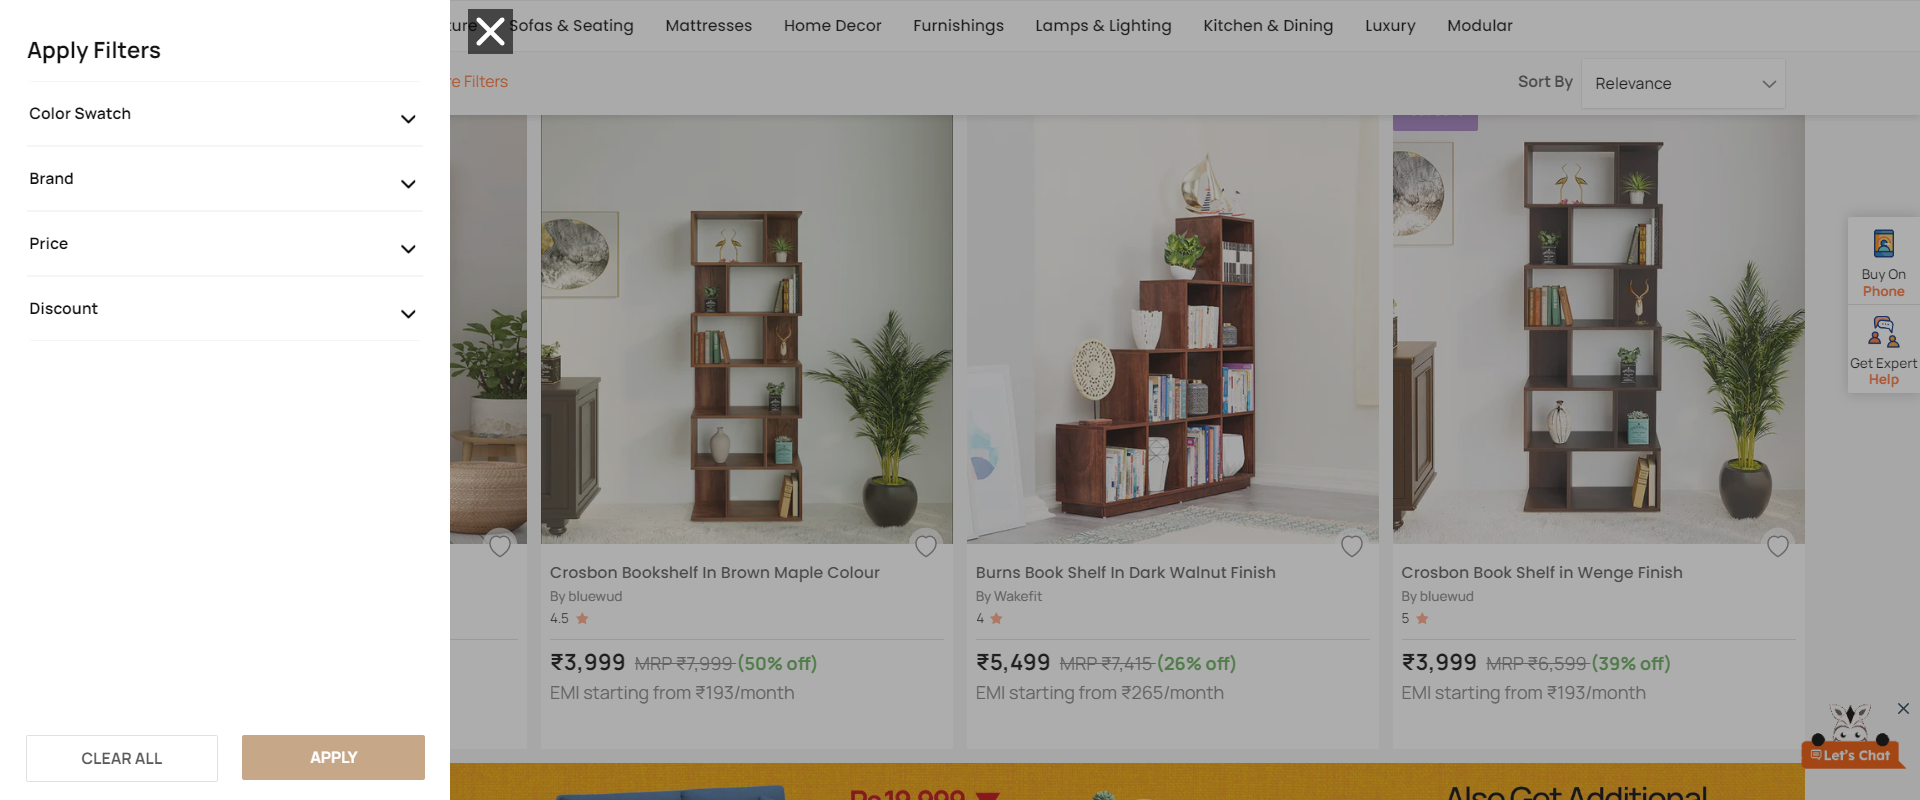 Apply Filters
Color Swatch
Brand
Price
Discount
CLEAR ALL
APPLY
Sofas & Seating
Mattresses
Home Decor
Furnishings
Lamps & Lighting
Kitchen & Dining
Luxury
Modular
Filters
Sort By
Relevance
Crosbon Bookshelf In Brown Maple Colour
By bluewud
4.5
₹3,999 MRP ₹7,999 (50% off)
EMI starting from ₹193/month
Burns Book Shelf In Dark Walnut Finish
By Wakefit
4
₹5,499 MRP ₹7,415 (26% off)
EMI starting from ₹265/month
Crosbon Book Shelf in Wenge Finish
By bluewud
5
₹3,999 MRP ₹6,599 (39% off)
EMI starting from ₹193/month
Buy On
Phone
Get Expert
Help
Let's Chat
Rs19,999
Also Get Additional